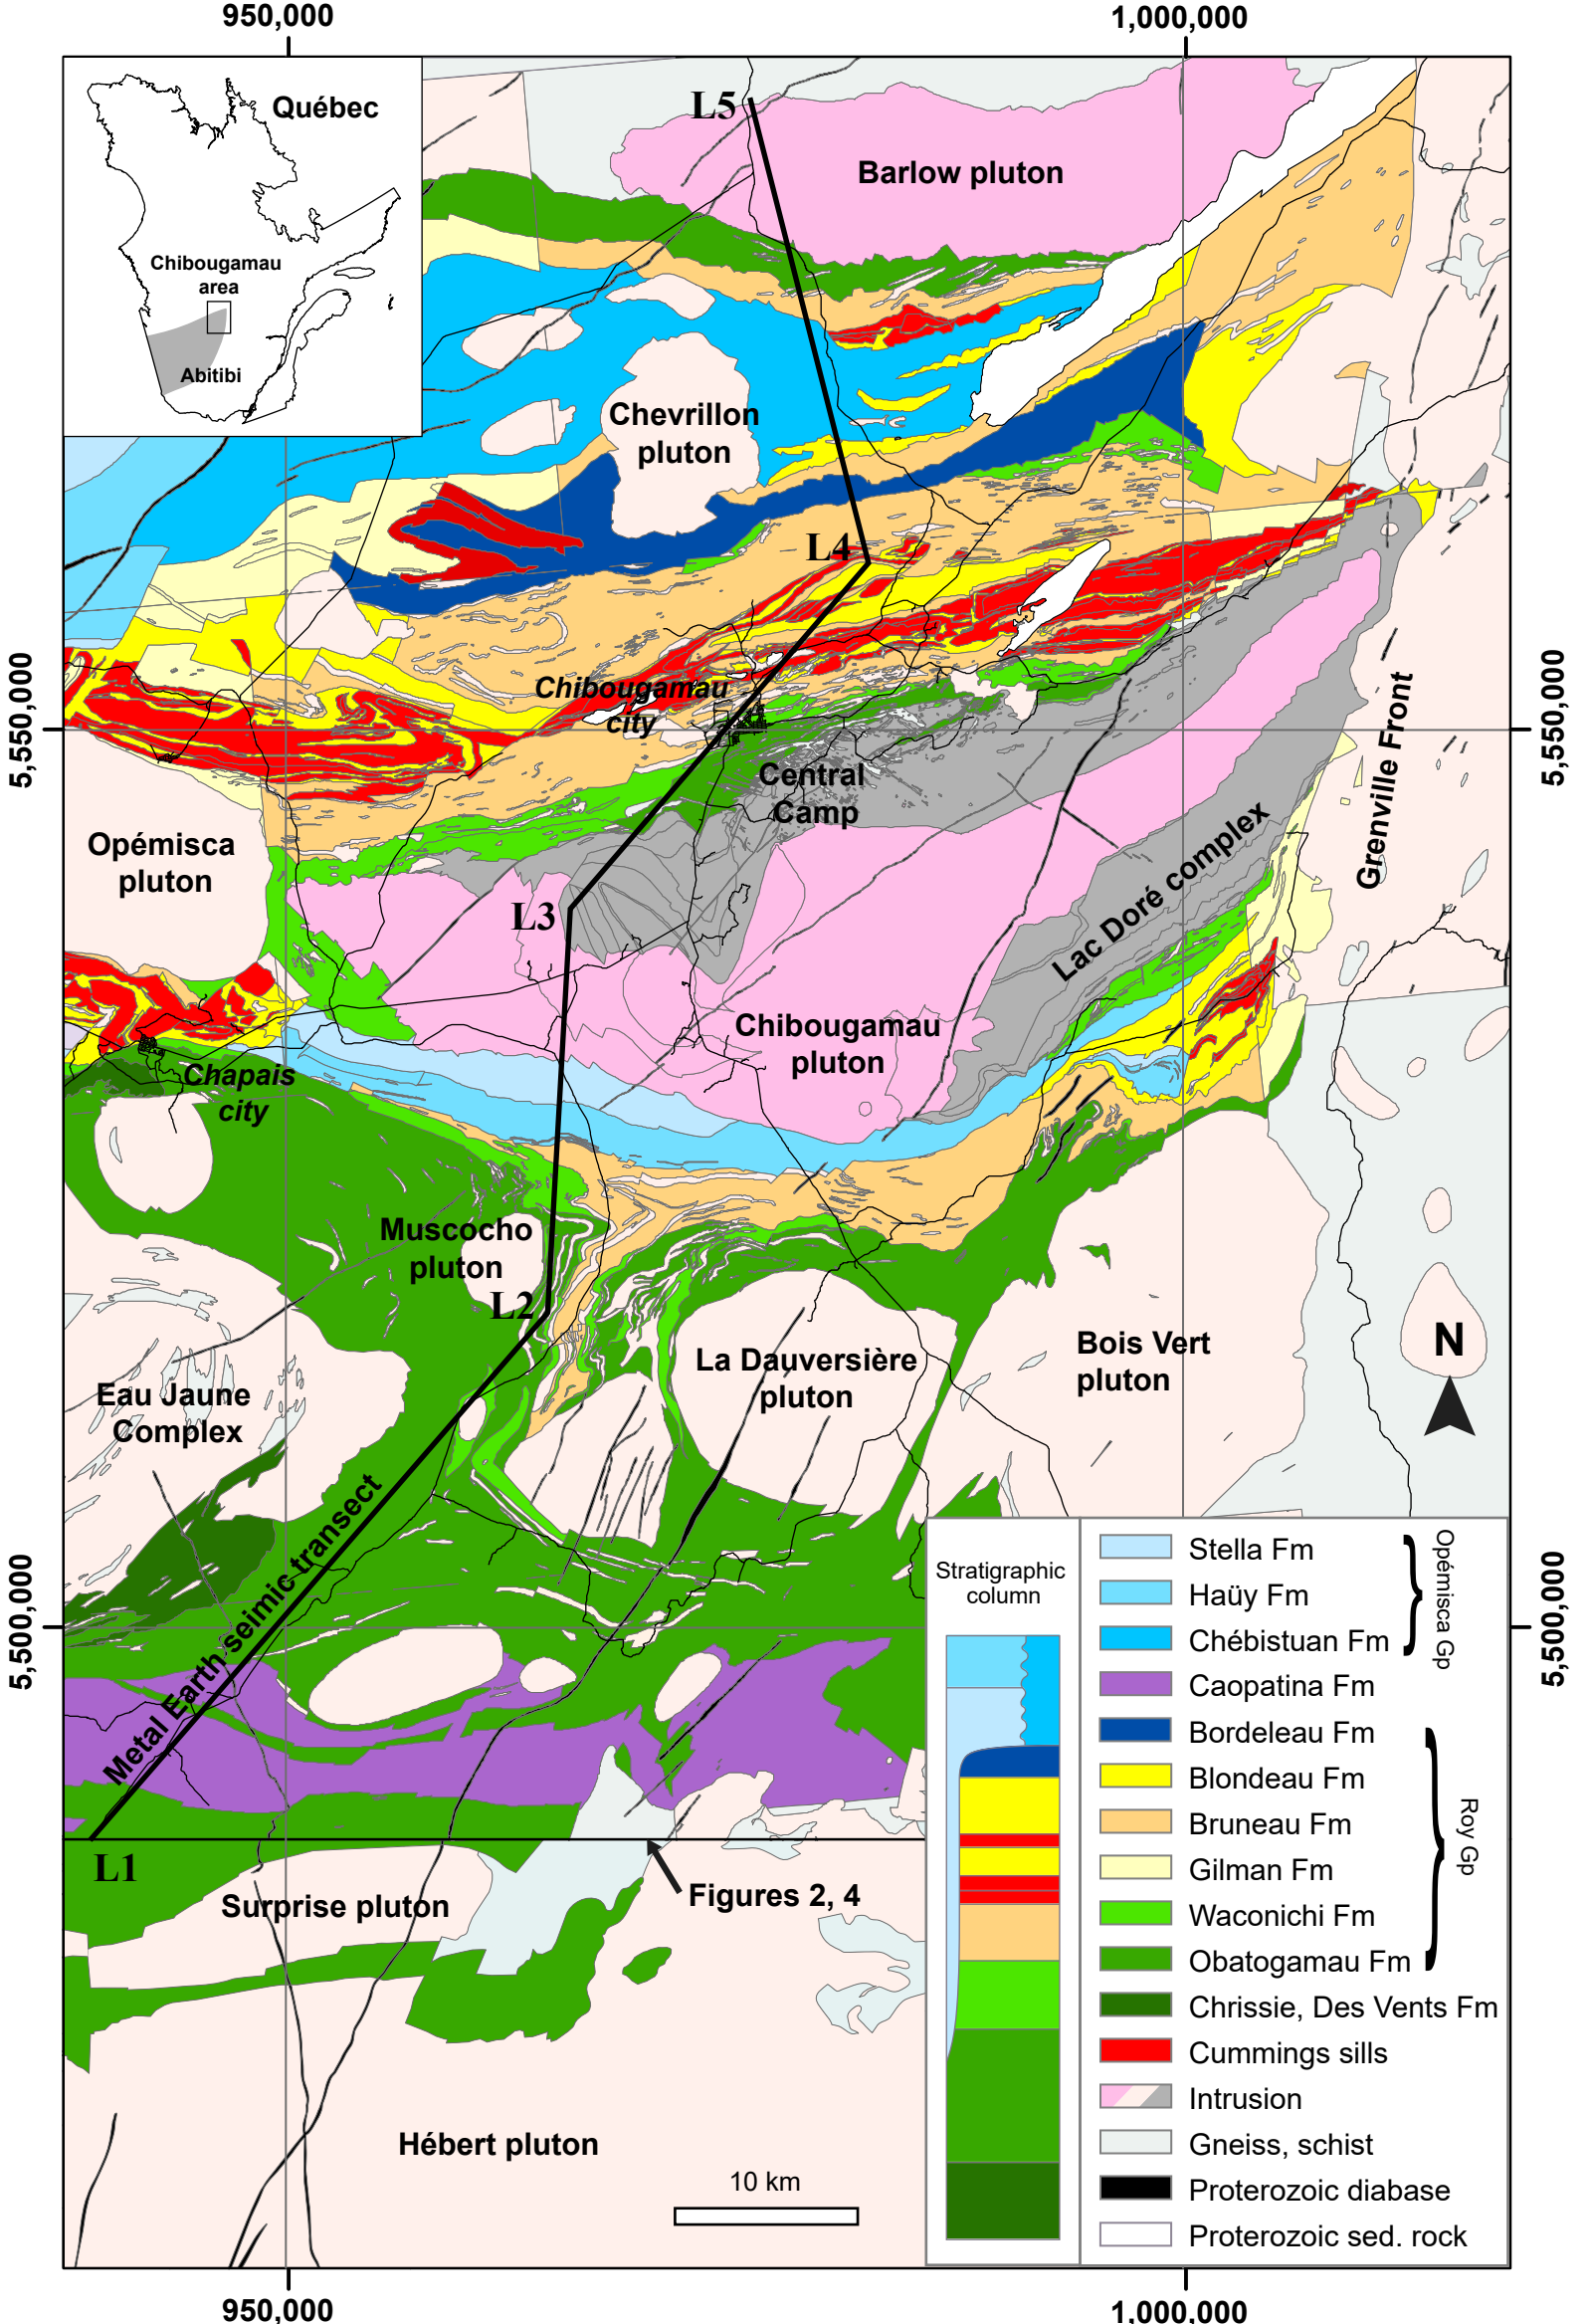 950,000
1,000,000
Québec
Chibougamau
area
Abitibi
L5
Barlow pluton
Chevrillon
pluton
L4
5,550,000
5,550,000
Chibougamau
city
Central
Camp
Grenville Front
Opémisca
pluton
Lac Doré complex
L3
Chibougamau
pluton
Chapais
city
Muscocho
pluton
L2
N
La Dauversière
pluton
Bois Vert
pluton
Eau Jaune
Complex
Metal Earth seimic transect
5,500,000
5,500,000
L1
Surprise pluton
Figures 2, 4
Hébert pluton
10 km
Stratigraphic
column
Stella Fm
Haüy Fm
Chébistuan Fm
Opémisca Gp
Caopatina Fm
Bordeleau Fm
Blondeau Fm
Bruneau Fm
Gilman Fm
Waconichi Fm
Obatogamau Fm
Roy Gp
Chrissie, Des Vents Fm
Cummings sills
Intrusion
Gneiss, schist
Proterozoic diabase
Proterozoic sed. rock
950,000
1,000,000